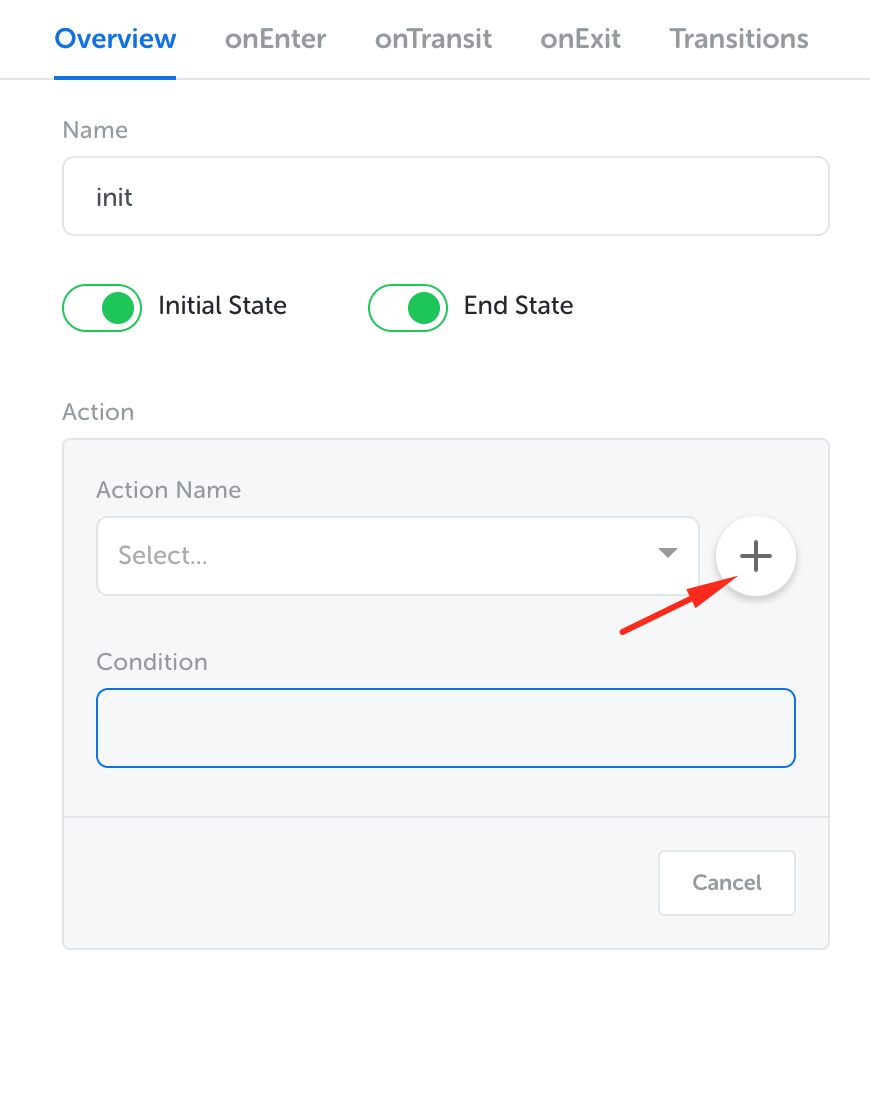 Overview onEnter onTransit onExit Transitions
Name
init
Initial State End State
Action
Action Name
Select...
Condition
Cancel